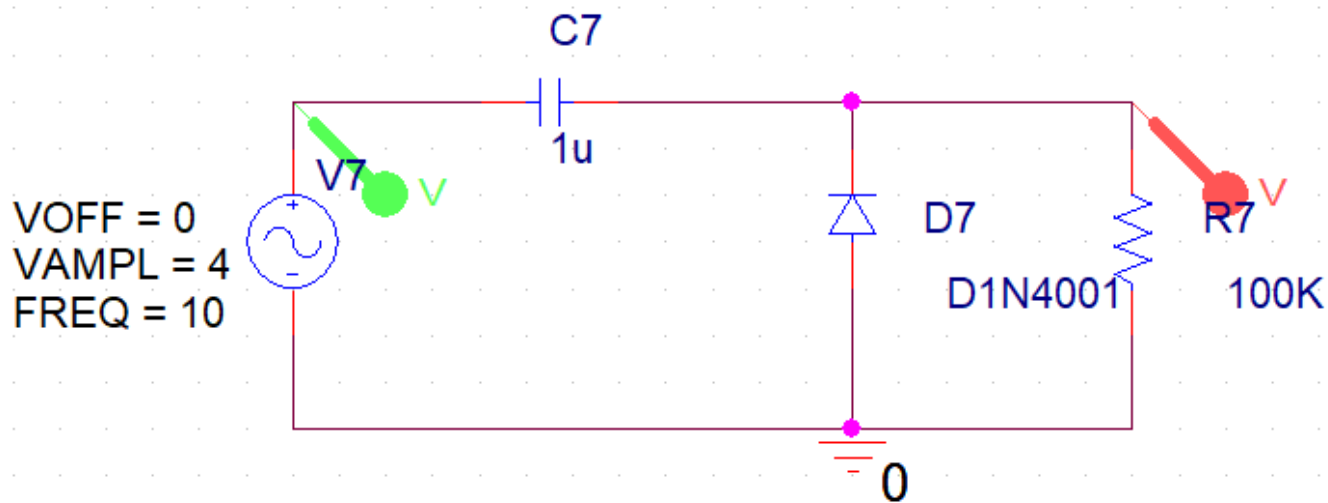 C7
1u
V7
V
VOFF = 0
VAMPL = 4
FREQ = 10
D7
D1N4001
R7
V
100K
0